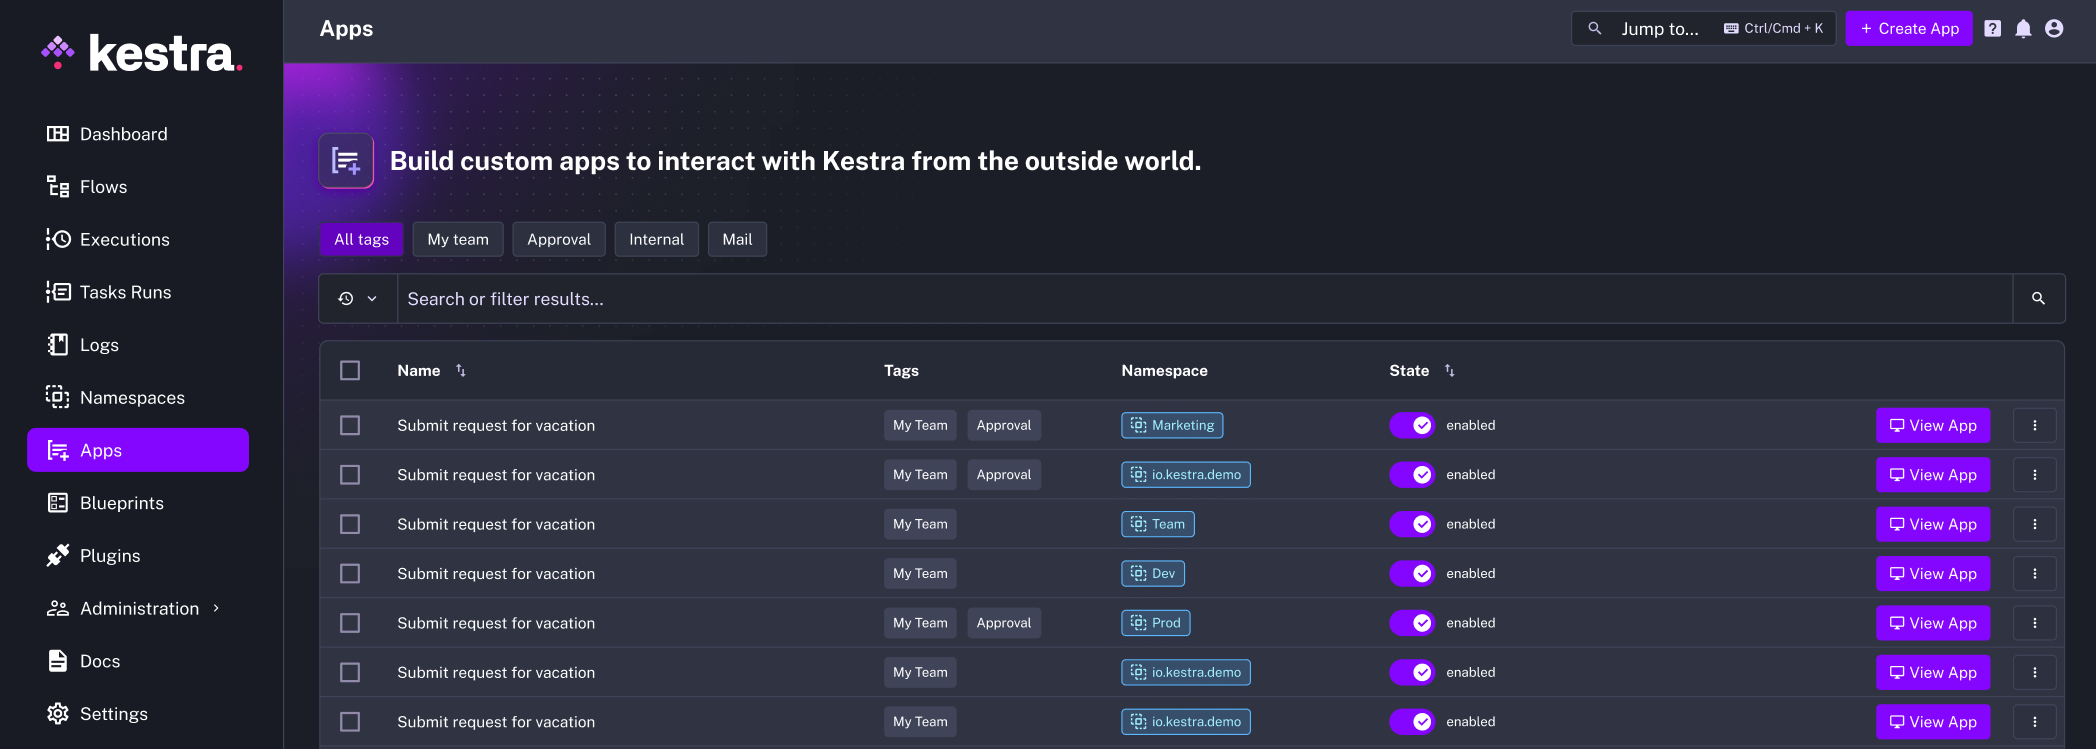 kestra.
Dashboard
Flows
Executions
Tasks Runs
Logs
Namespaces
Apps
Blueprints
Plugins
Administration
Docs
Settings
Apps
Jump to... Ctrl/Cmd + K + Create App ?
Build custom apps to interact with Kestra from the outside world.
All tags My team Approval Internal Mail
Search or filter results...
Name Tags Namespace State
Submit request for vacation My Team Approval Marketing enabled View App
Submit request for vacation My Team Approval io.kestra.demo enabled View App
Submit request for vacation My Team Team enabled View App
Submit request for vacation My Team Dev enabled View App
Submit request for vacation My Team Approval Prod enabled View App
Submit request for vacation My Team io.kestra.demo enabled View App
Submit request for vacation My Team io.kestra.demo enabled View App